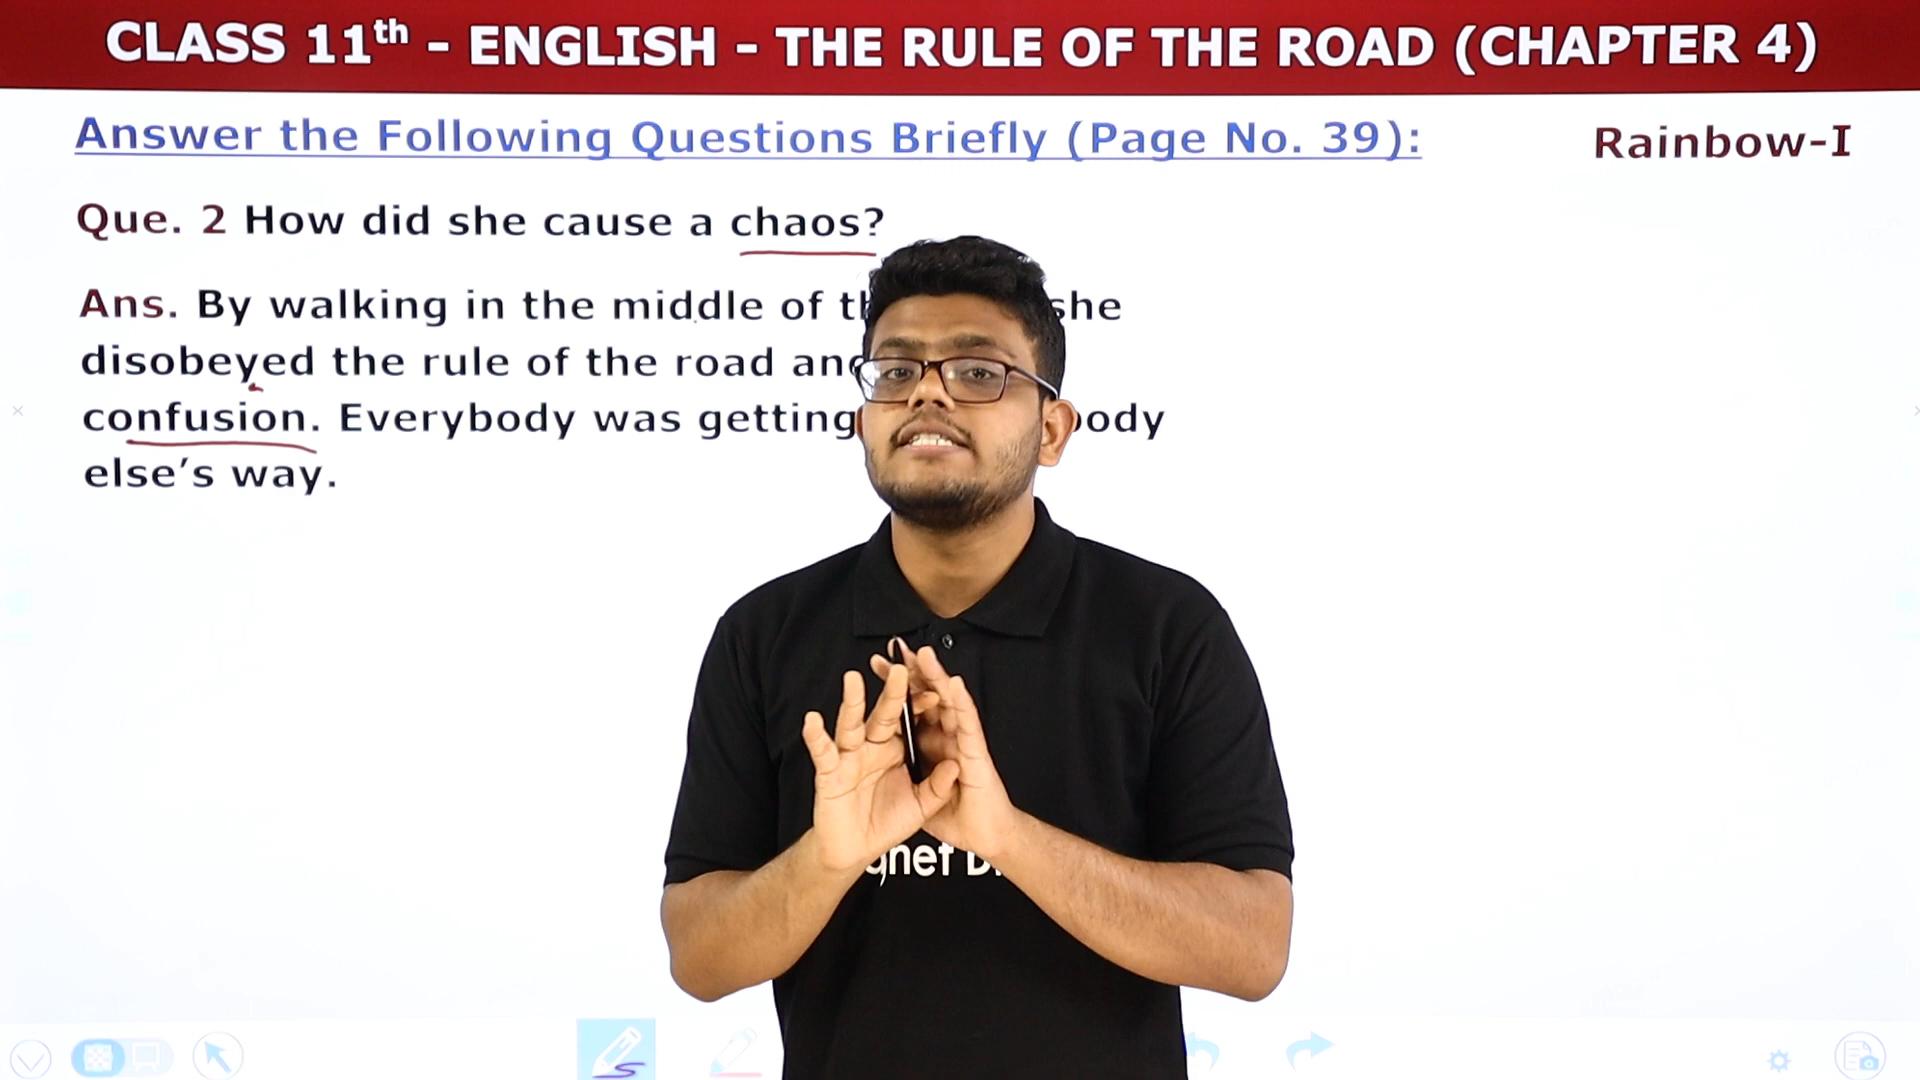 CLASS 11th - ENGLISH - THE RULE OF THE ROAD (CHAPTER 4)
Answer the Following Questions Briefly (Page No. 39):
Rainbow-I
Que. 2 How did she cause a chaos?
Ans. By walking in the middle of she
disobeyed the rule of the road
confusion. Everybody was getting
else's way.